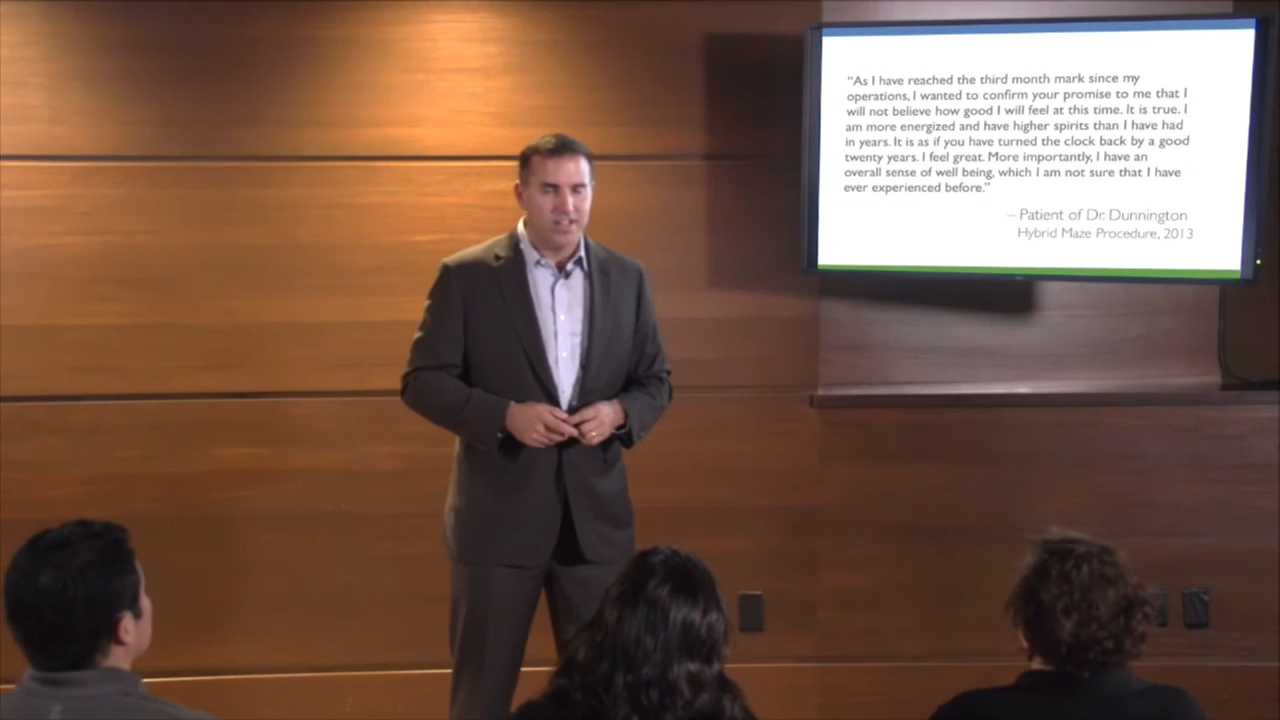 “As I have reached the third month mark since my
operations, I wanted to confirm your promise to me that I
will not believe how good I will feel at this time. It is true. I
am more energized and have higher spirits than I have had
in years. It is as if you have turned the clock back by a good
twenty years. I feel great. More importantly, I have an
overall sense of well being, which I am not sure that I have
ever experienced before.”
– Patient of Dr. Dunnington
Hybrid Maze Procedure, 2013